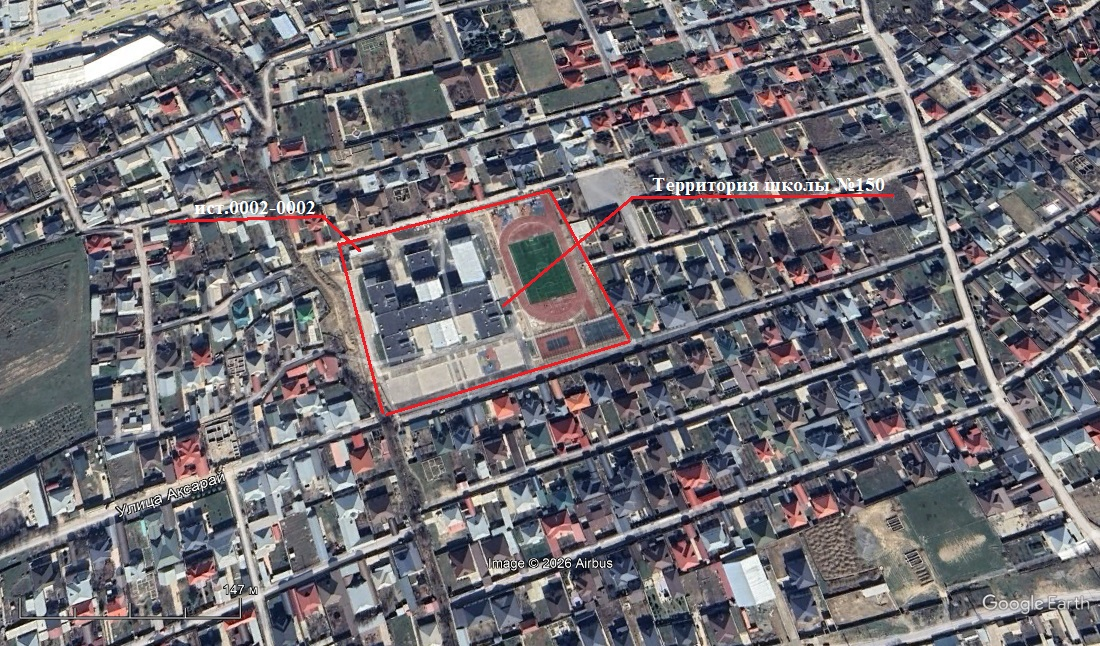 Территория школы №150
ист.0002-0002
Улица Аксарай
Image © 2026 Airbus
147 м
Google Earth